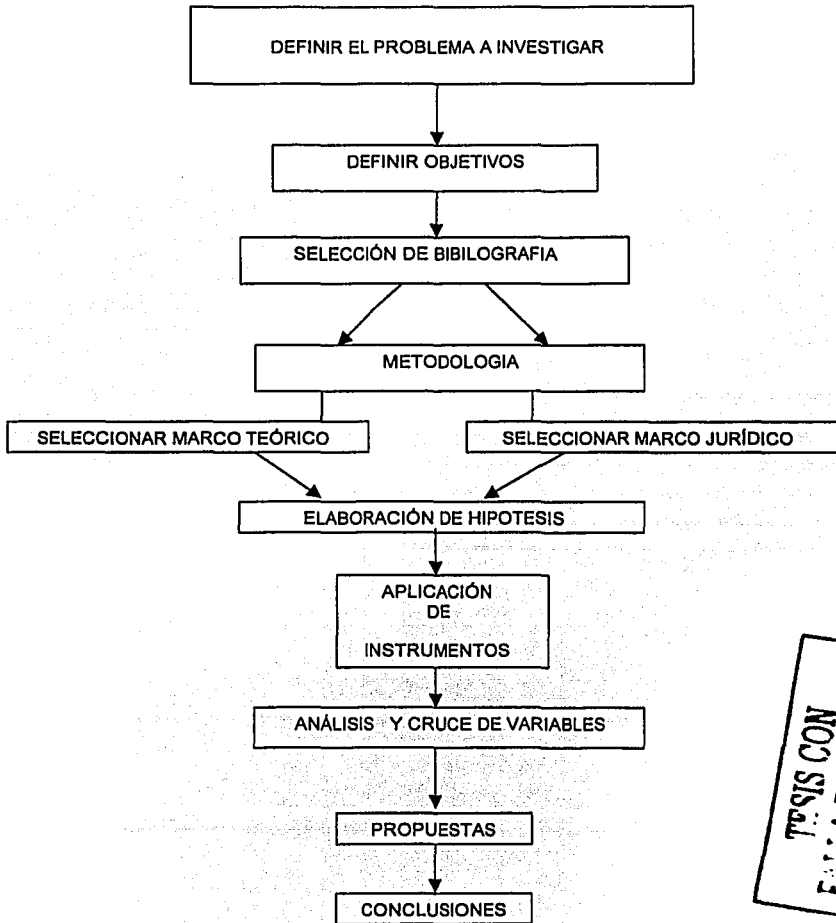 DEFINIR EL PROBLEMA A INVESTIGAR
DEFINIR OBJETIVOS
SELECCIÓN DE BIBILOGRAFIA
METODOLOGIA
SELECCIONAR MARCO TEÓRICO
SELECCIONAR MARCO JURÍDICO
ELABORACIÓN DE HIPOTESIS
APLICACIÓN
DE
INSTRUMENTOS
ANÁLISIS Y CRUCE DE VARIABLES
PROPUESTAS
CONCLUSIONES
TESIS CON